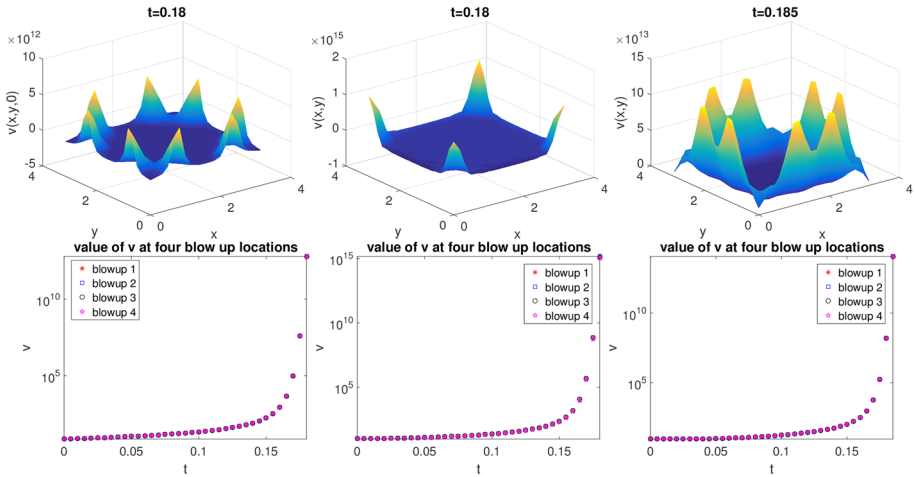 t=0.18
×10^12
10
5
0
-5
v(x,y,0)
4
2
0
y
0
2
4
x
t=0.18
×10^15
2
1
0
-1
v(x,y)
4
2
0
y
0
2
4
x
t=0.185
×10^13
15
10
5
0
v(x,y)
4
2
0
y
0
2
4
x
value of v at four blow up locations
blowup 1
blowup 2
blowup 3
blowup 4
10^10
10^5
v
0
0.05
0.1
0.15
t
value of v at four blow up locations
blowup 1
blowup 2
blowup 3
blowup 4
10^15
10^10
10^5
v
0
0.05
0.1
0.15
t
value of v at four blow up locations
blowup 1
blowup 2
blowup 3
blowup 4
10^10
10^5
v
0
0.05
0.1
0.15
t